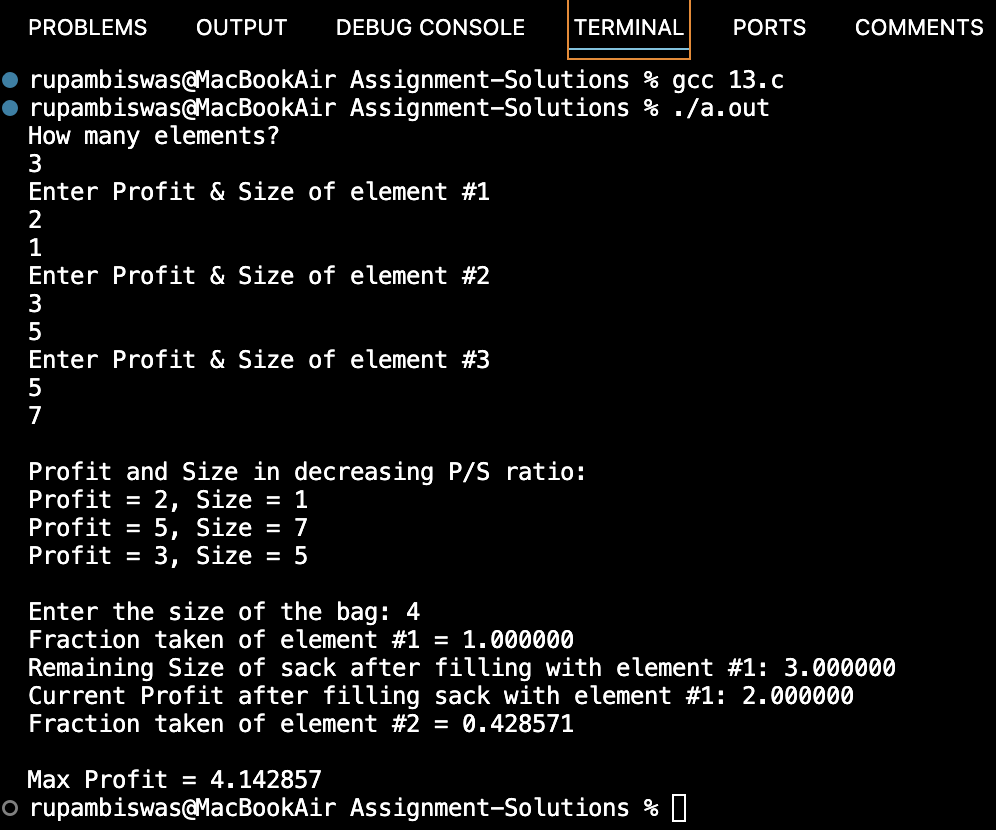 PROBLEMS OUTPUT DEBUG CONSOLE TERMINAL PORTS COMMENTS
rupambiswas@MacBookAir Assignment-Solutions % gcc 13.c
rupambiswas@MacBookAir Assignment-Solutions % ./a.out
How many elements?
3
Enter Profit & Size of element #1
2
1
Enter Profit & Size of element #2
3
5
Enter Profit & Size of element #3
5
7
Profit and Size in decreasing P/S ratio:
Profit = 2, Size = 1
Profit = 5, Size = 7
Profit = 3, Size = 5
Enter the size of the bag: 4
Fraction taken of element #1 = 1.000000
Remaining Size of sack after filling with element #1: 3.000000
Current Profit after filling sack with element #1: 2.000000
Fraction taken of element #2 = 0.428571
Max Profit = 4.142857
rupambiswas@MacBookAir Assignment-Solutions %